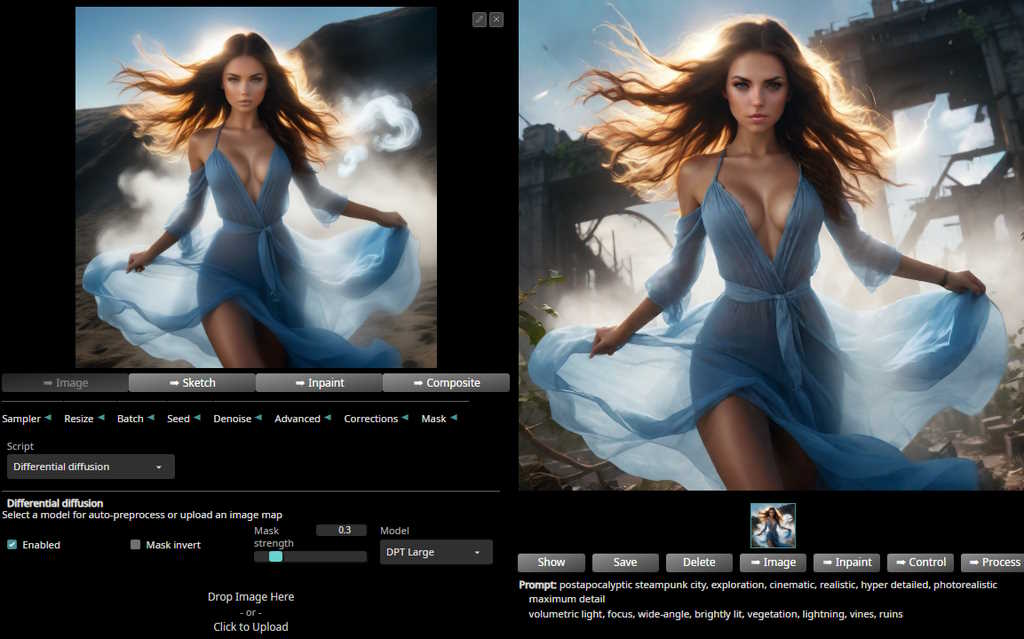 ➡ Image
➡ Sketch
➡ Inpaint
➡ Composite
Sampler ◀ Resize ◀ Batch ◀ Seed ◀ Denoise ◀ Advanced ◀ Corrections ◀ Mask ◀
Script
Differential diffusion
Differential diffusion
Select a model for auto-preprocess or upload an image map
Enabled
Mask invert
Mask strength
0.3
Model
DPT Large
Drop Image Here
- or -
Click to Upload
Show
Save
Delete
➡ Image
➡ Inpaint
➡ Control
➡ Process
Prompt: postapocalyptic steampunk city, exploration, cinematic, realistic, hyper detailed, photorealistic
maximum detail
volumetric light, focus, wide-angle, brightly lit, vegetation, lightning, vines, ruins